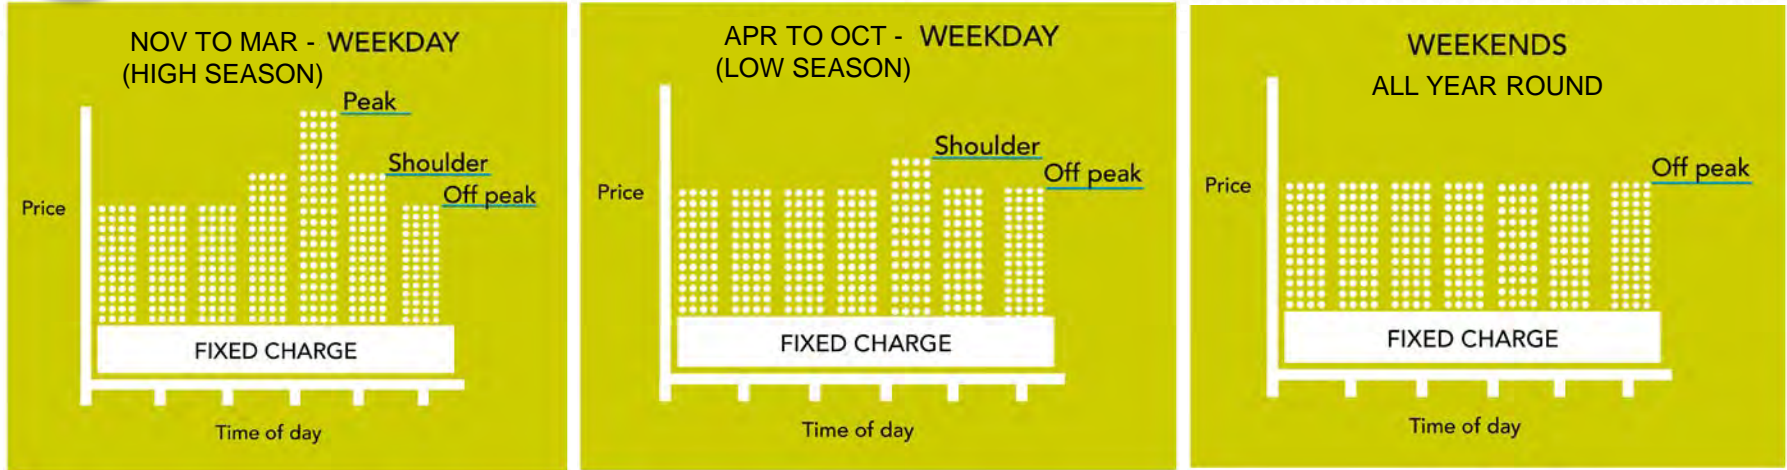 NOV TO MAR - WEEKDAY
(HIGH SEASON)
Peak
Shoulder
Off peak
Price
FIXED CHARGE
Time of day
APR TO OCT - WEEKDAY
(LOW SEASON)
Shoulder
Off peak
Price
FIXED CHARGE
Time of day
WEEKENDS
ALL YEAR ROUND
Off peak
Price
FIXED CHARGE
Time of day